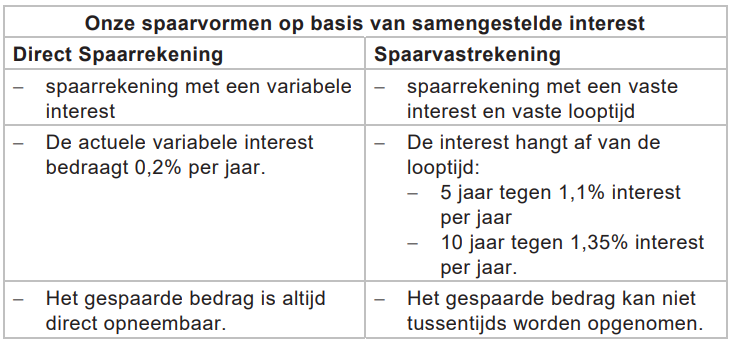 Onze spaarvormen op basis van samengestelde interest
Direct Spaarrekening
Spaarvastrekening
– spaarrekening met een variabele
interest
– spaarrekening met een vaste
interest en vaste looptijd
– De actuele variabele interest
bedraagt 0,2% per jaar.
– De interest hangt af van de
looptijd:
– 5 jaar tegen 1,1% interest
per jaar
– 10 jaar tegen 1,35% interest
per jaar.
– Het gespaarde bedrag is altijd
direct opneembaar.
– Het gespaarde bedrag kan niet
tussentijds worden opgenomen.